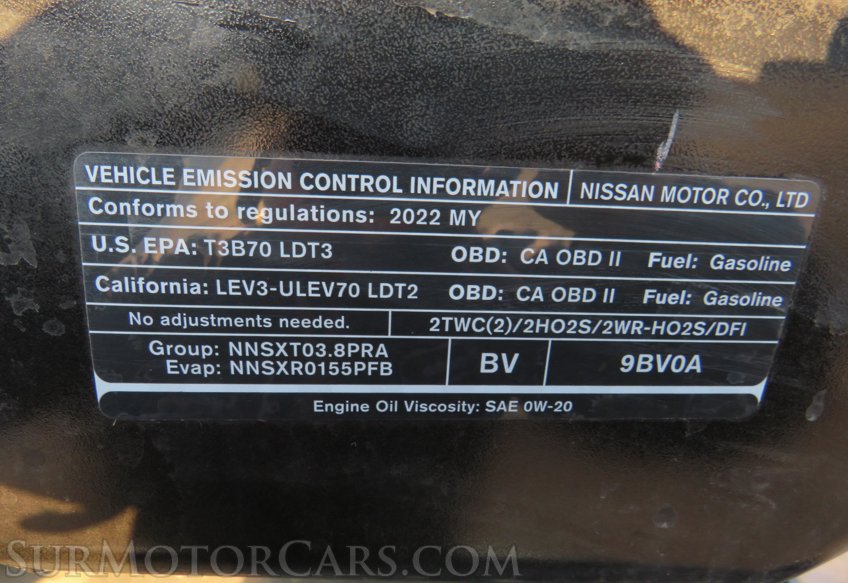 VEHICLE EMISSION CONTROL INFORMATION NISSAN MOTOR CO., LTD
Conforms to regulations: 2022 MY
U.S. EPA: T3B70 LDT3 OBD: CA OBD II Fuel: Gasoline
California: LEV3-ULEV70 LDT2 OBD: CA OBD II Fuel: Gasoline
No adjustments needed. 2TWC(2)/2HO2S/2WR-HO2S/DFI
Group: NNSXT03.8PRA
Evap: NNSXR0155PFB
BV 9BV0A
Engine Oil Viscosity: SAE 0W-20
SURMOTORCARS.COM